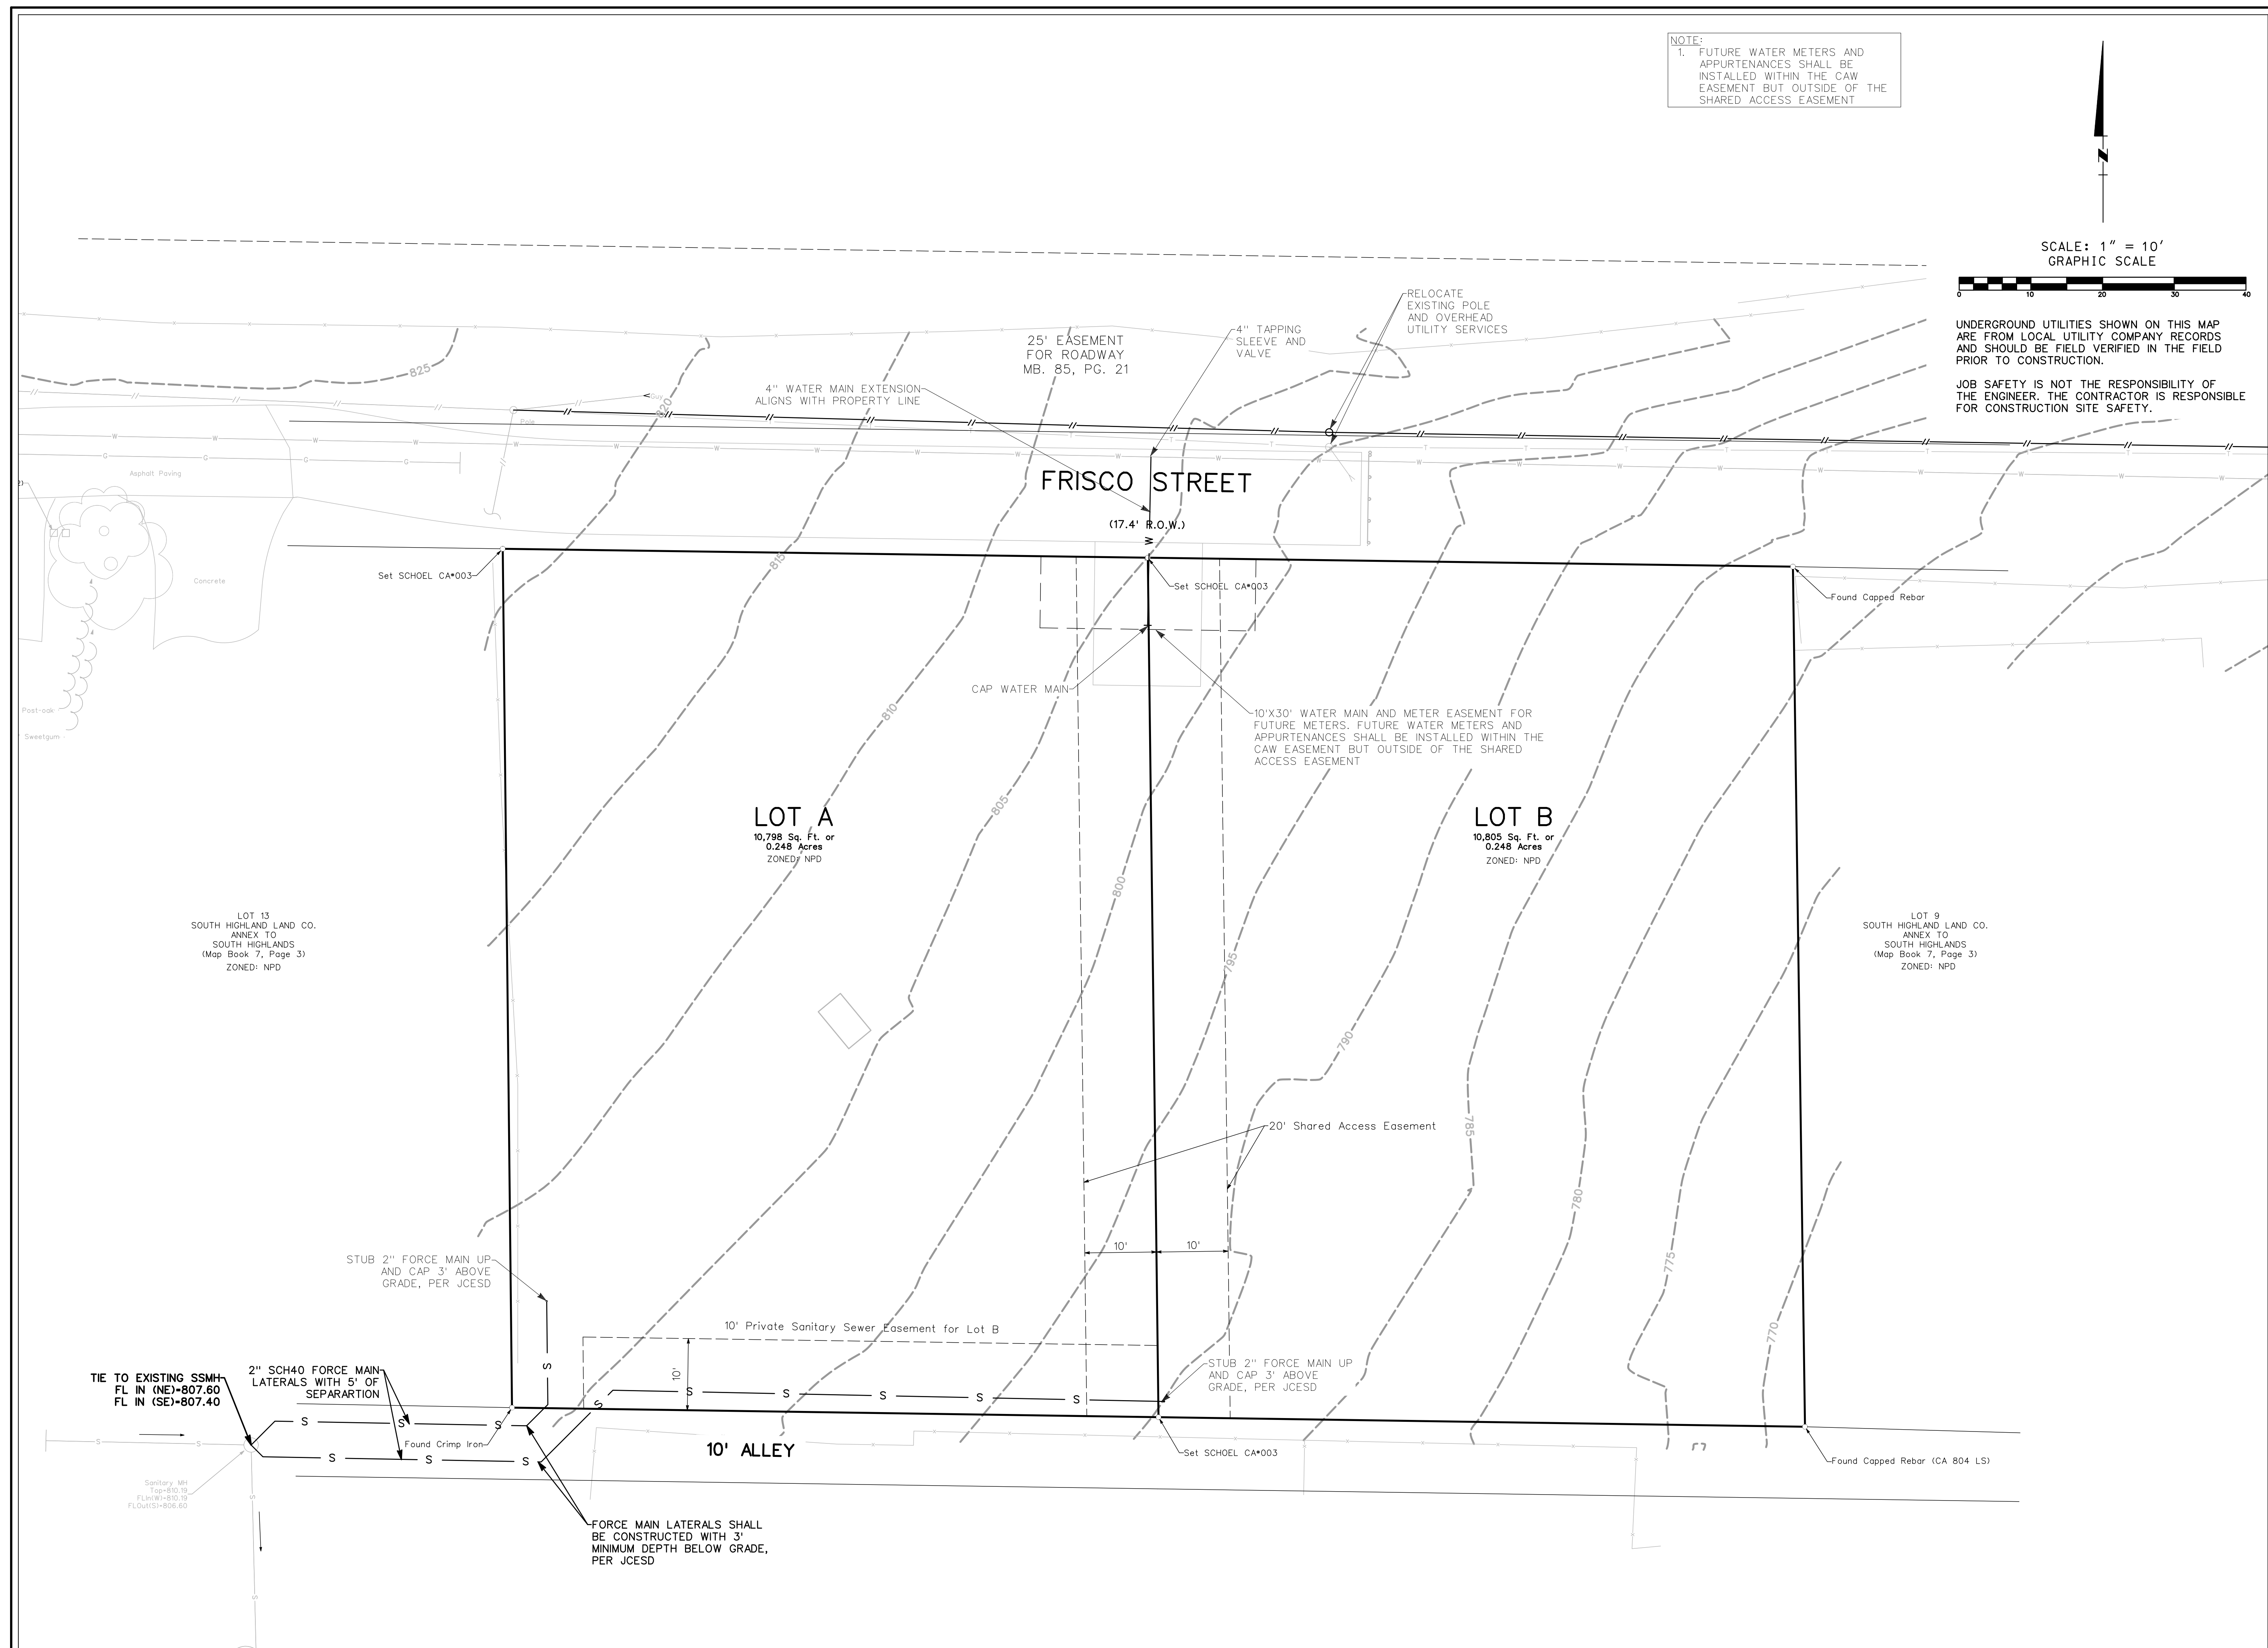 NOTE:
1. FUTURE WATER METERS AND
APPURTENANCES SHALL BE
INSTALLED WITHIN THE CAW
EASEMENT BUT OUTSIDE OF THE
SHARED ACCESS EASEMENT
N
SCALE: 1" = 10'
GRAPHIC SCALE
0 10 20 30 40
UNDERGROUND UTILITIES SHOWN ON THIS MAP
ARE FROM LOCAL UTILITY COMPANY RECORDS
AND SHOULD BE FIELD VERIFIED IN THE FIELD
PRIOR TO CONSTRUCTION.
JOB SAFETY IS NOT THE RESPONSIBILITY OF
THE ENGINEER. THE CONTRACTOR IS RESPONSIBLE
FOR CONSTRUCTION SITE SAFETY.
RELOCATE
EXISTING POLE
AND OVERHEAD
UTILITY SERVICES
4" TAPPING
SLEEVE AND
VALVE
25' EASEMENT
FOR ROADWAY
MB. 85, PG. 21
4" WATER MAIN EXTENSION
ALIGNS WITH PROPERTY LINE
825
820
Guy
Pole
Asphalt Paving
FRISCO STREET
(17.4' R.O.W.)
815
Set SCHOEL CA#003
Set SCHOEL CA#003
Concrete
Found Capped Rebar
CAP WATER MAIN
Post-oak
Sweetgum
810
10'X30' WATER MAIN AND METER EASEMENT FOR
FUTURE METERS. FUTURE WATER METERS AND
APPURTENANCES SHALL BE INSTALLED WITHIN THE
CAW EASEMENT BUT OUTSIDE OF THE SHARED
ACCESS EASEMENT
805
LOT A
10,798 Sq. Ft. or
0.248 Acres
ZONED: NPD
LOT B
10,805 Sq. Ft. or
0.248 Acres
ZONED: NPD
800
LOT 13
SOUTH HIGHLAND LAND CO.
ANNEX TO
SOUTH HIGHLANDS
(Map Book 7, Page 3)
ZONED: NPD
LOT 9
SOUTH HIGHLAND LAND CO.
ANNEX TO
SOUTH HIGHLANDS
(Map Book 7, Page 3)
ZONED: NPD
795
790
785
20' Shared Access Easement
780
10' 10'
775
STUB 2" FORCE MAIN UP
AND CAP 3' ABOVE
GRADE, PER JCESD
10' Private Sanitary Sewer Easement for Lot B
770
10'
STUB 2" FORCE MAIN UP
AND CAP 3' ABOVE
GRADE, PER JCESD
2" SCH40 FORCE MAIN
LATERALS WITH 5' OF
SEPARARTION
TIE TO EXISTING SSMH
FL IN (NE)=807.60
FL IN (SE)=807.40
Found Crimp Iron
10' ALLEY
Set SCHOEL CA#003
Found Capped Rebar (CA 804 LS)
Sanitary MH
Top=810.19
FLIn(W)=810.19
FLOut(S)=806.60
FORCE MAIN LATERALS SHALL
BE CONSTRUCTED WITH 3'
MINIMUM DEPTH BELOW GRADE,
PER JCESD